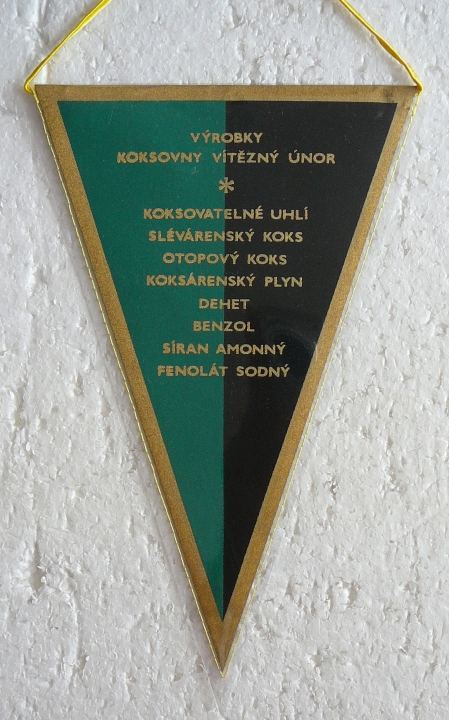 VÝROBKY
KOKSOVNY VÍTĚZNÝ ÚNOR
*
KOKSOVATELNÉ UHLÍ
SLÉVÁRENSKÝ KOKS
OTOPOVÝ KOKS
KOKSÁRENSKÝ PLYN
DEHET
BENZOL
SÍRAN AMONNÝ
FENOLÁT SODNÝ